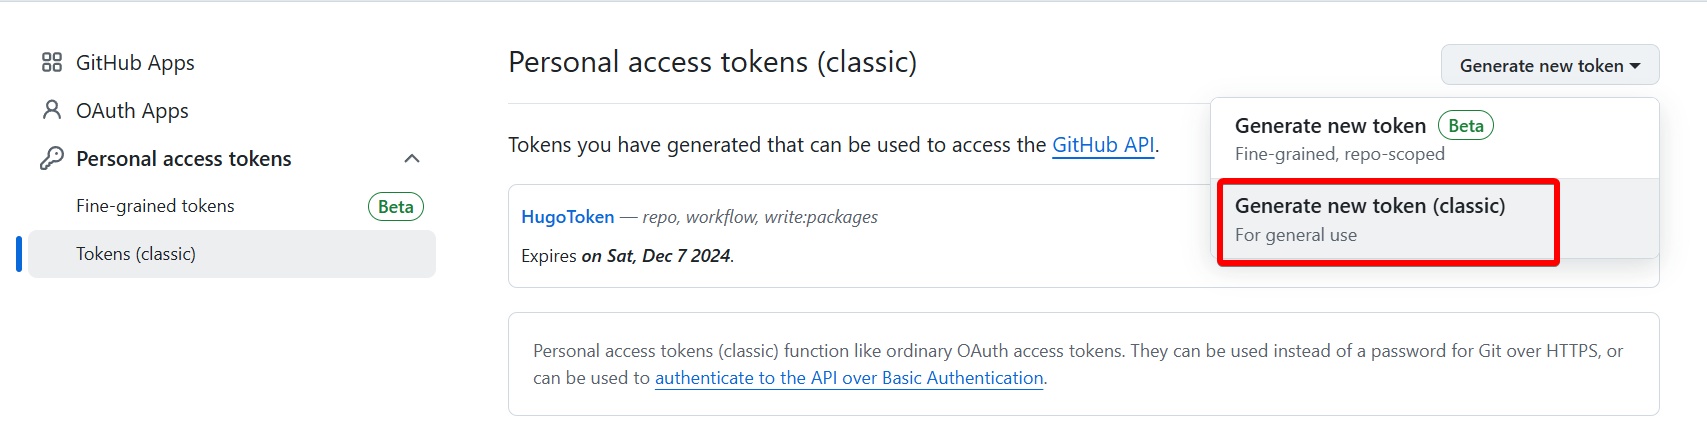 GitHub Apps
OAuth Apps
Personal access tokens
Fine-grained tokens Beta
Tokens (classic)
Personal access tokens (classic)
Generate new token
Generate new token Beta
Fine-grained, repo-scoped
Generate new token (classic)
For general use
Tokens you have generated that can be used to access the GitHub API.
HugoToken — repo, workflow, write:packages
Expires on Sat, Dec 7 2024.
Personal access tokens (classic) function like ordinary OAuth access tokens. They can be used instead of a password for Git over HTTPS, or
can be used to authenticate to the API over Basic Authentication.